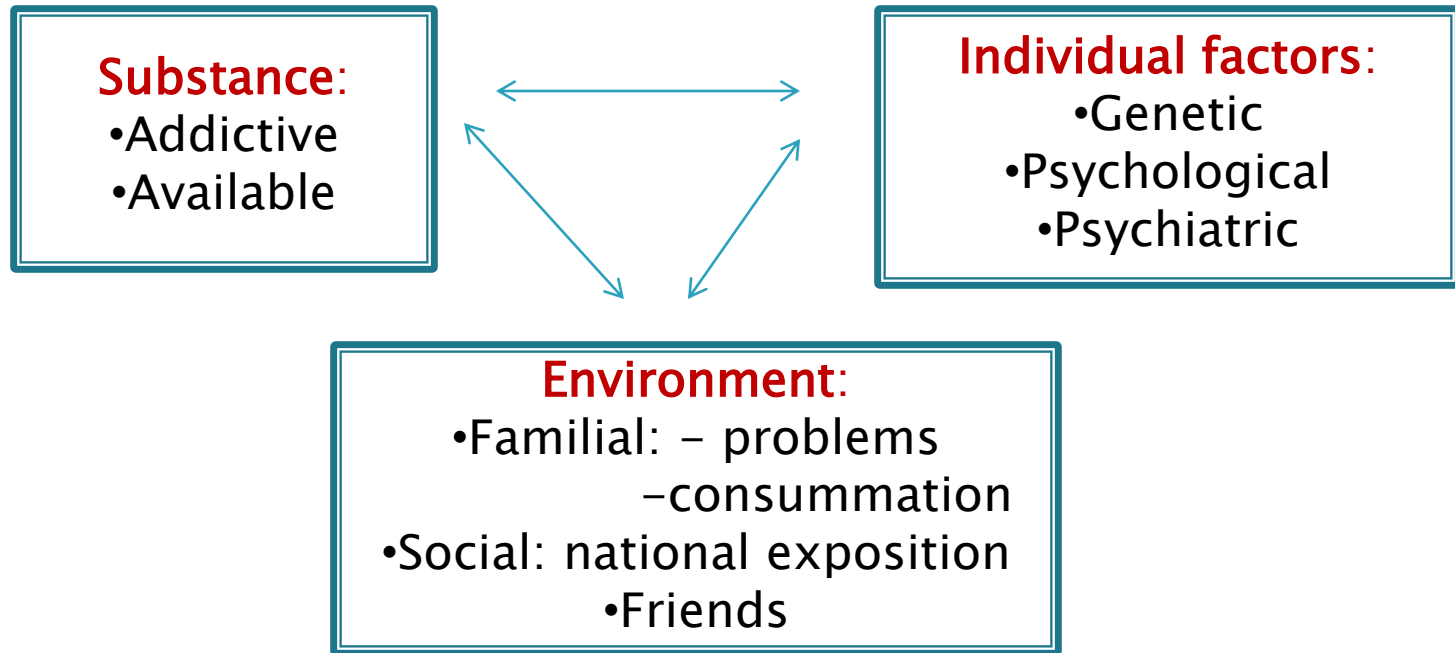 Substance:
•Addictive
•Available
Individual factors:
•Genetic
•Psychological
•Psychiatric
Environment:
•Familial: – problems
–consummation
•Social: national exposition
•Friends